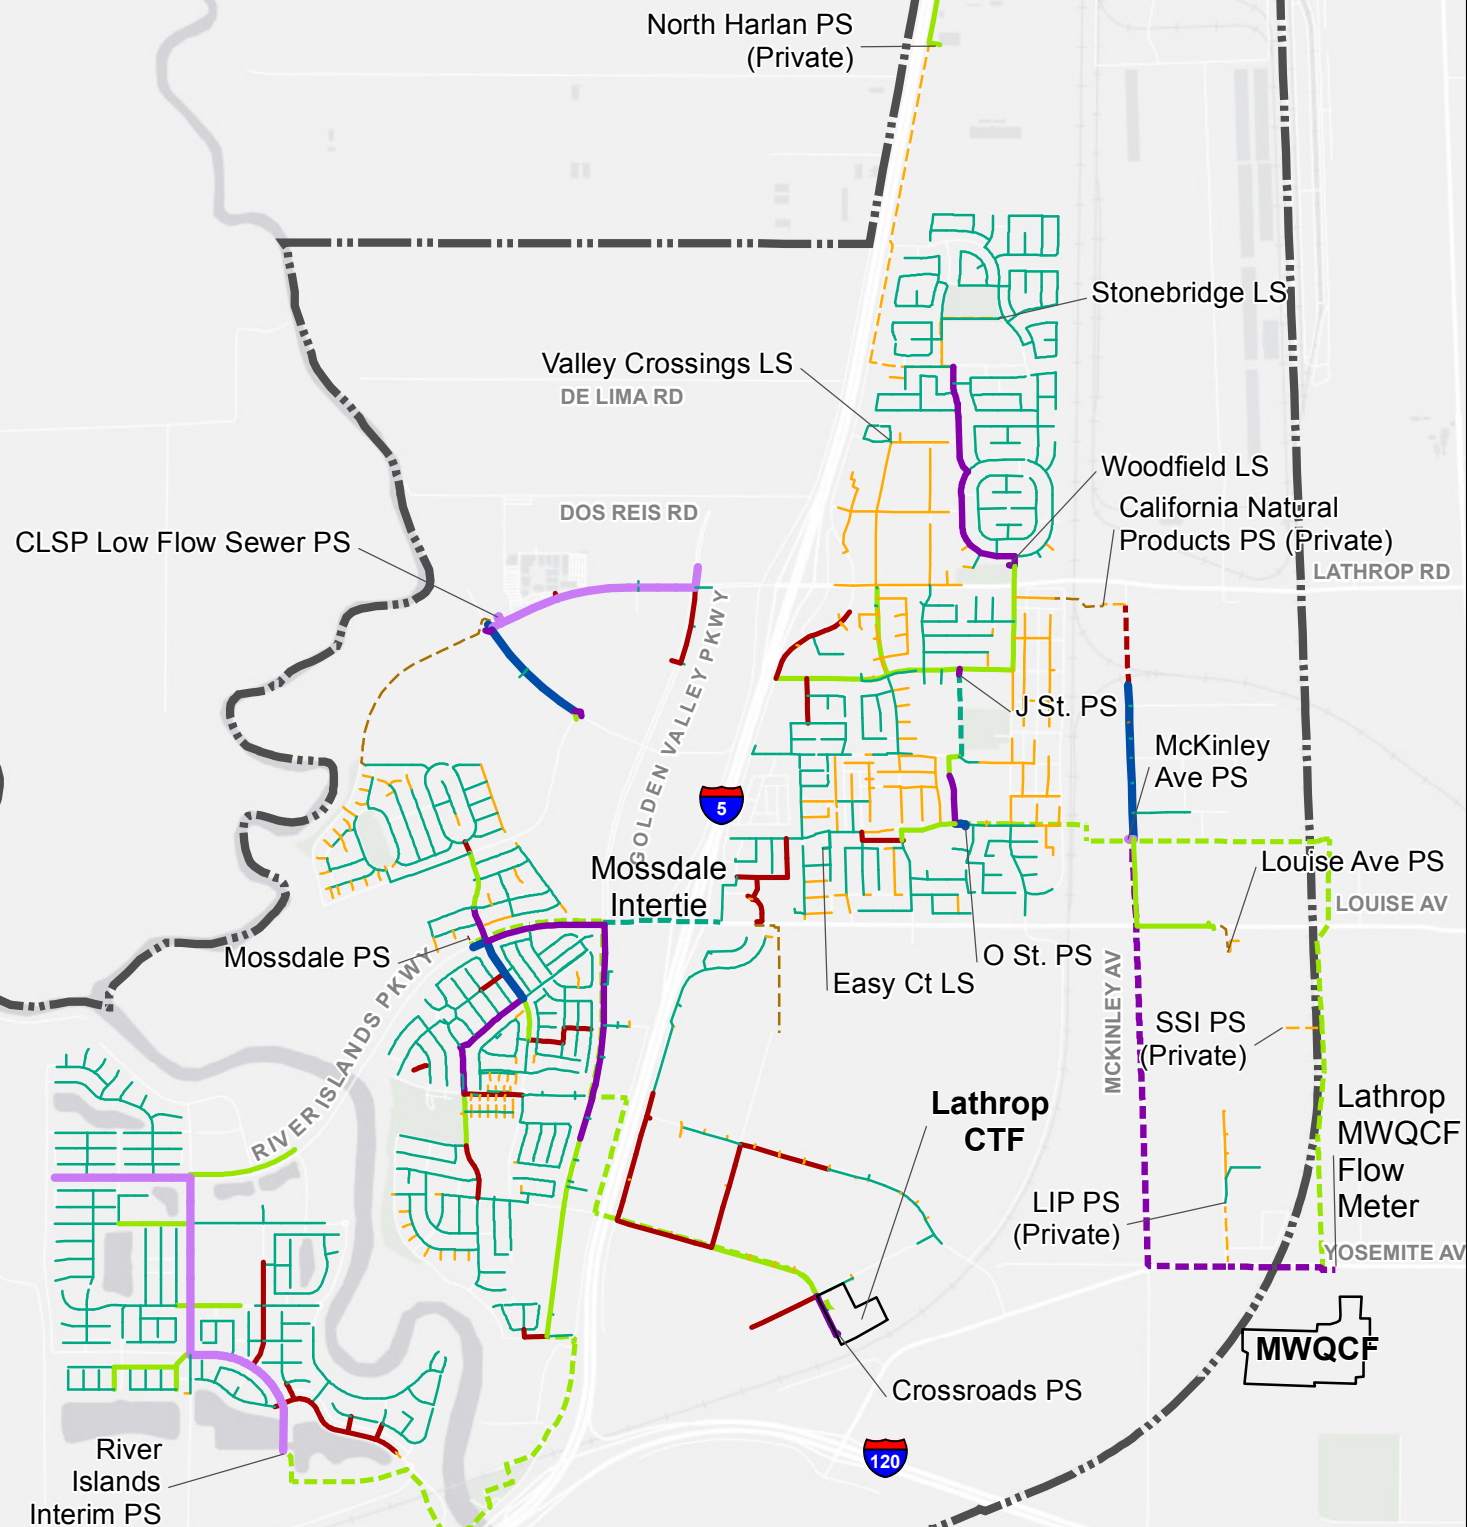 North Harlan PS
(Private)
Stonebridge LS
Valley Crossings LS
DE LIMA RD
Woodfield LS
California Natural
Products PS (Private)
DOS REIS RD
CLSP Low Flow Sewer PS
LATHROP RD
GOLDEN VALLEY PKWY
J St. PS
McKinley
Ave PS
5
Mossdale
Intertie
Louise Ave PS
LOUISE AV
Mossdale PS
O St. PS
Easy Ct LS
RIVER ISLANDS PKWY
MCKINLEY AV
SSI PS
(Private)
Lathrop
CTF
Lathrop
MWQCF
Flow
Meter
LIP PS
(Private)
YOSEMITE AV
MWQCF
Crossroads PS
River
Islands
Interim PS
120